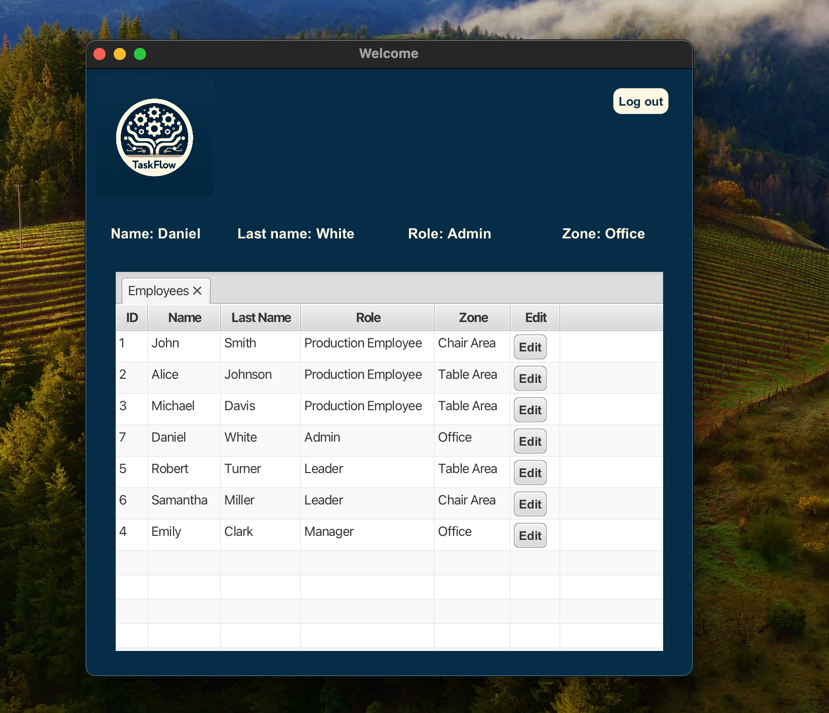 Welcome
TaskFlow
Log out
Name: Daniel Last name: White Role: Admin Zone: Office
Employees
ID Name Last Name Role Zone Edit
1 John Smith Production Employee Chair Area Edit
2 Alice Johnson Production Employee Table Area Edit
3 Michael Davis Production Employee Table Area Edit
7 Daniel White Admin Office Edit
5 Robert Turner Leader Table Area Edit
6 Samantha Miller Leader Chair Area Edit
4 Emily Clark Manager Office Edit